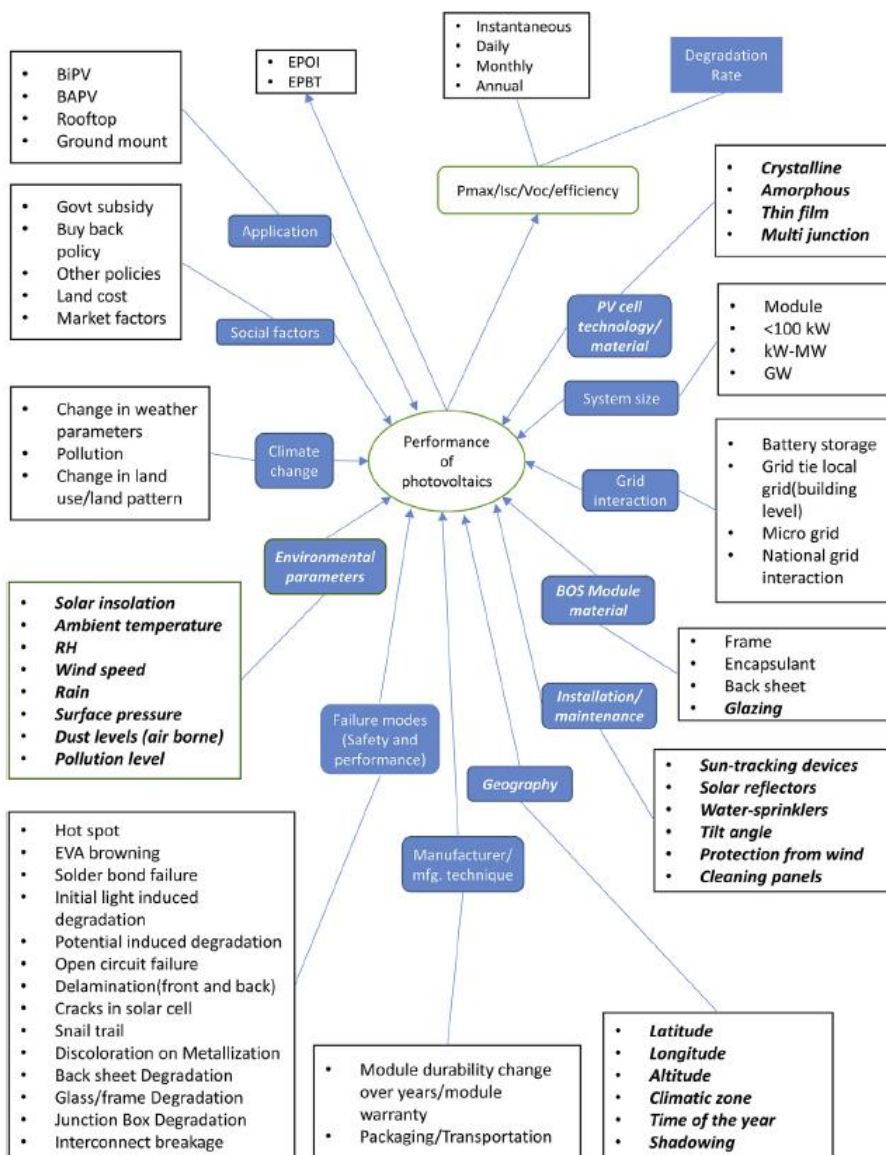 • Instantaneous
• Daily
• Monthly
• Annual
• EPOI
• EPBT
Degradation
Rate
• BiPV
• BAPV
• Rooftop
• Ground mount
Pmax/Isc/Voc/efficiency
• Crystalline
• Amorphous
• Thin film
• Multi junction
• Govt subsidy
• Buy back
policy
• Other policies
• Land cost
• Market factors
Application
Social factors
PV cell
technology/
material
System size
• Module
• <100 kW
• kW-MW
• GW
• Change in weather
parameters
• Pollution
• Change in land
use/land pattern
Climate
change
Performance
of
photovoltaics
Grid
interaction
• Battery storage
• Grid tie local
grid(building
level)
• Micro grid
• National grid
interaction
Environmental
parameters
BOS Module
material
• Solar insolation
• Ambient temperature
• RH
• Wind speed
• Rain
• Surface pressure
• Dust levels (air borne)
• Pollution level
• Frame
• Encapsulant
• Back sheet
• Glazing
Failure modes
(Safety and
performance)
Installation/
maintenance
Geography
• Sun-tracking devices
• Solar reflectors
• Water-sprinklers
• Tilt angle
• Protection from wind
• Cleaning panels
Manufacturer/
mfg. technique
• Hot spot
• EVA browning
• Solder bond failure
• Initial light induced
degradation
• Potential induced degradation
• Open circuit failure
• Delamination(front and back)
• Cracks in solar cell
• Snail trail
• Discoloration on Metallization
• Back sheet Degradation
• Glass/frame Degradation
• Junction Box Degradation
• Interconnect breakage
• Module durability change
over years/module
warranty
• Packaging/Transportation
• Latitude
• Longitude
• Altitude
• Climatic zone
• Time of the year
• Shadowing